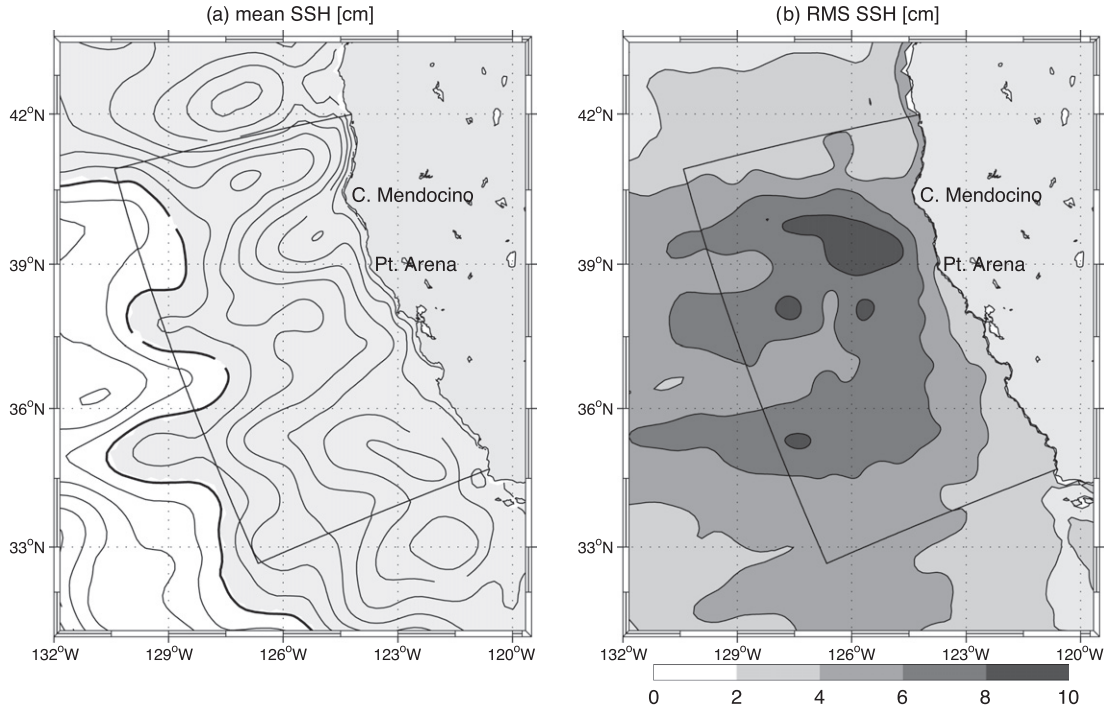 (a) mean SSH [cm]
(b) RMS SSH [cm]
42°N
39°N
36°N
33°N
132°W
129°W
126°W
123°W
120°W
C. Mendocino
Pt. Arena
42°N
39°N
36°N
33°N
132°W
129°W
126°W
123°W
120°W
C. Mendocino
Pt. Arena
0
2
4
6
8
10